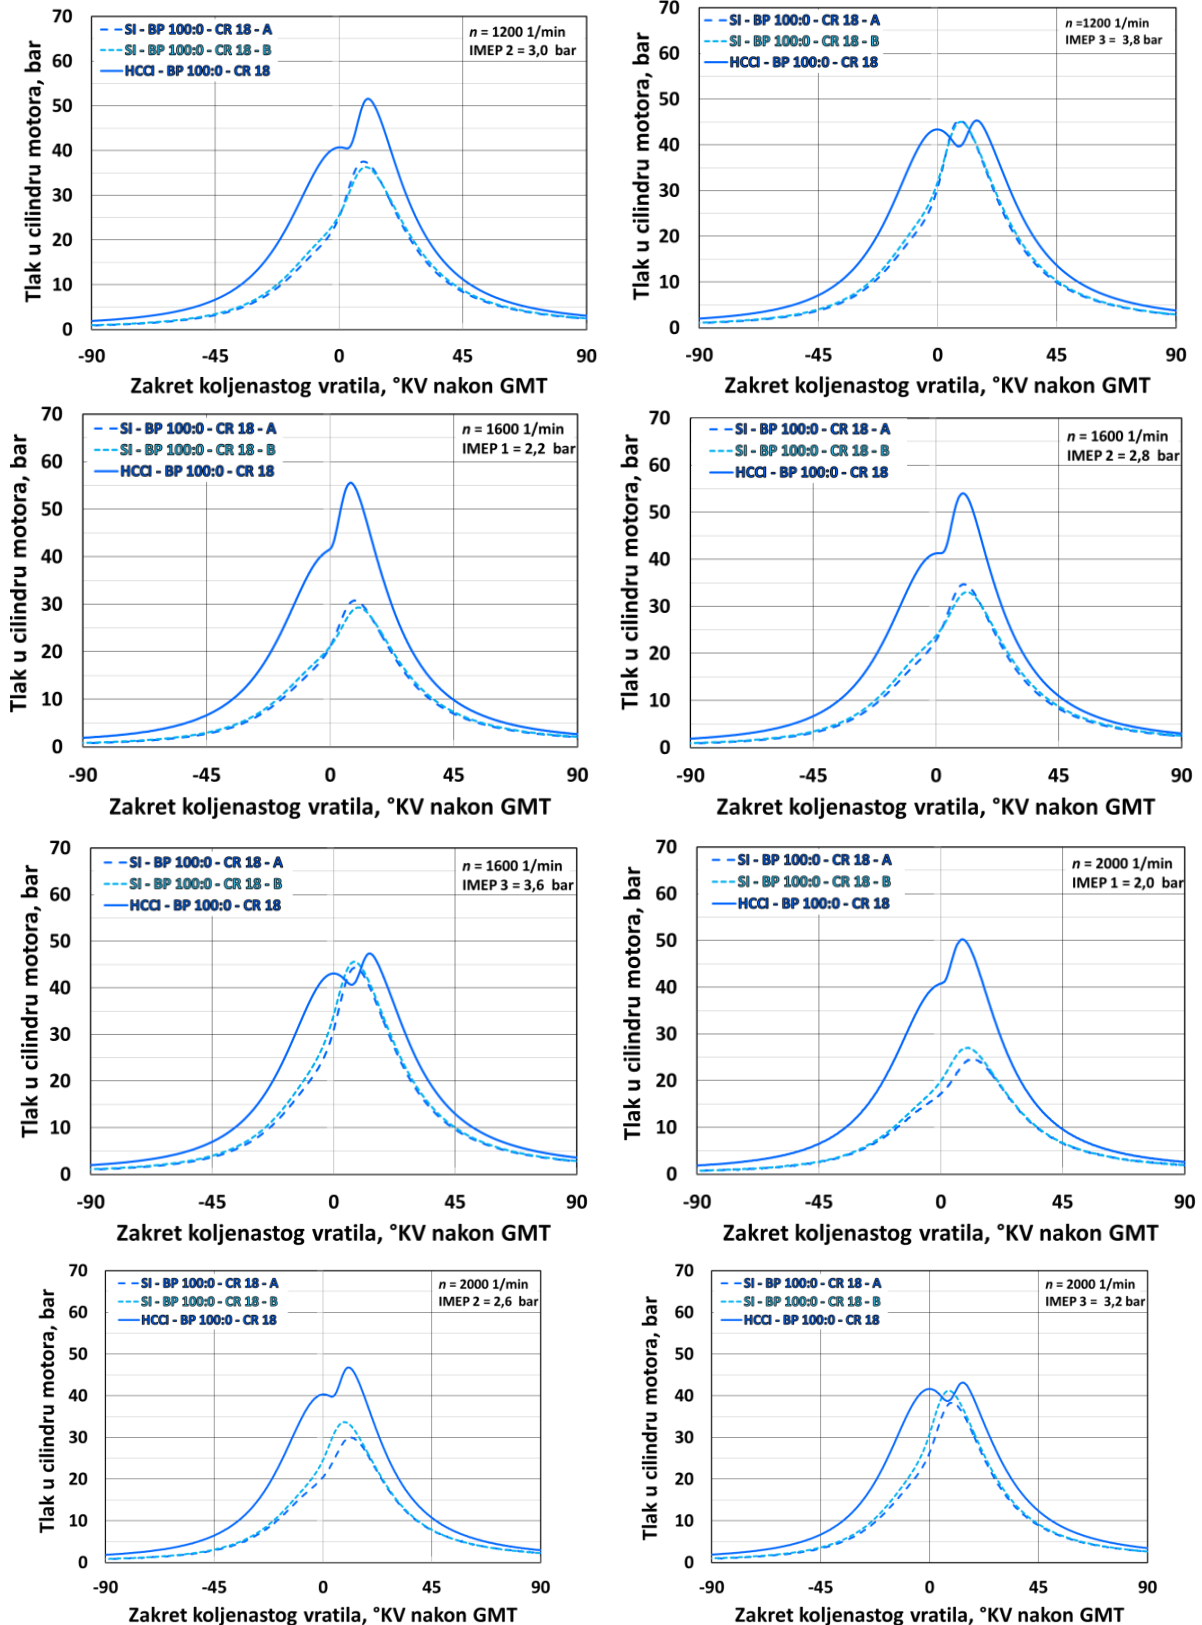 SI - BP 100:0 - CR 18 - A
SI - BP 100:0 - CR 18 - B
HCCI - BP 100:0 - CR 18
n = 1200 1/min
IMEP 2 = 3,0 bar
Tlak u cilindru motora, bar
70
60
50
40
30
20
10
0
-90 -45 0 45 90
Zakret koljenastog vratila, °KV nakon GMT
SI - BP 100:0 - CR 18 - A
SI - BP 100:0 - CR 18 - B
HCCI - BP 100:0 - CR 18
n =1200 1/min
IMEP 3 = 3,8 bar
Tlak u cilindru motora, bar
70
60
50
40
30
20
10
0
-90 -45 0 45 90
Zakret koljenastog vratila, °KV nakon GMT
SI - BP 100:0 - CR 18 - A
SI - BP 100:0 - CR 18 - B
HCCI - BP 100:0 - CR 18
n = 1600 1/min
IMEP 1 = 2,2 bar
Tlak u cilindru motora, bar
70
60
50
40
30
20
10
0
-90 -45 0 45 90
Zakret koljenastog vratila, °KV nakon GMT
SI - BP 100:0 - CR 18 - A
SI - BP 100:0 - CR 18 - B
HCCI - BP 100:0 - CR 18
n = 1600 1/min
IMEP 2 = 2,8 bar
Tlak u cilindru motora, bar
70
60
50
40
30
20
10
0
-90 -45 0 45 90
Zakret koljenastog vratila, °KV nakon GMT
SI - BP 100:0 - CR 18 - A
SI - BP 100:0 - CR 18 - B
HCCI - BP 100:0 - CR 18
n = 1600 1/min
IMEP 3 = 3,6 bar
Tlak u cilindru motora, bar
70
60
50
40
30
20
10
0
-90 -45 0 45 90
Zakret koljenastog vratila, °KV nakon GMT
SI - BP 100:0 - CR 18 - A
SI - BP 100:0 - CR 18 - B
HCCI - BP 100:0 - CR 18
n = 2000 1/min
IMEP 1 = 2,0 bar
Tlak u cilindru motora, bar
70
60
50
40
30
20
10
0
-90 -45 0 45 90
Zakret koljenastog vratila, °KV nakon GMT
SI - BP 100:0 - CR 18 - A
SI - BP 100:0 - CR 18 - B
HCCI - BP 100:0 - CR 18
n = 2000 1/min
IMEP 2 = 2,6 bar
Tlak u cilindru motora, bar
70
60
50
40
30
20
10
0
-90 -45 0 45 90
Zakret koljenastog vratila, °KV nakon GMT
SI - BP 100:0 - CR 18 - A
SI - BP 100:0 - CR 18 - B
HCCI - BP 100:0 - CR 18
n = 2000 1/min
IMEP 3 = 3,2 bar
Tlak u cilindru motora, bar
70
60
50
40
30
20
10
0
-90 -45 0 45 90
Zakret koljenastog vratila, °KV nakon GMT